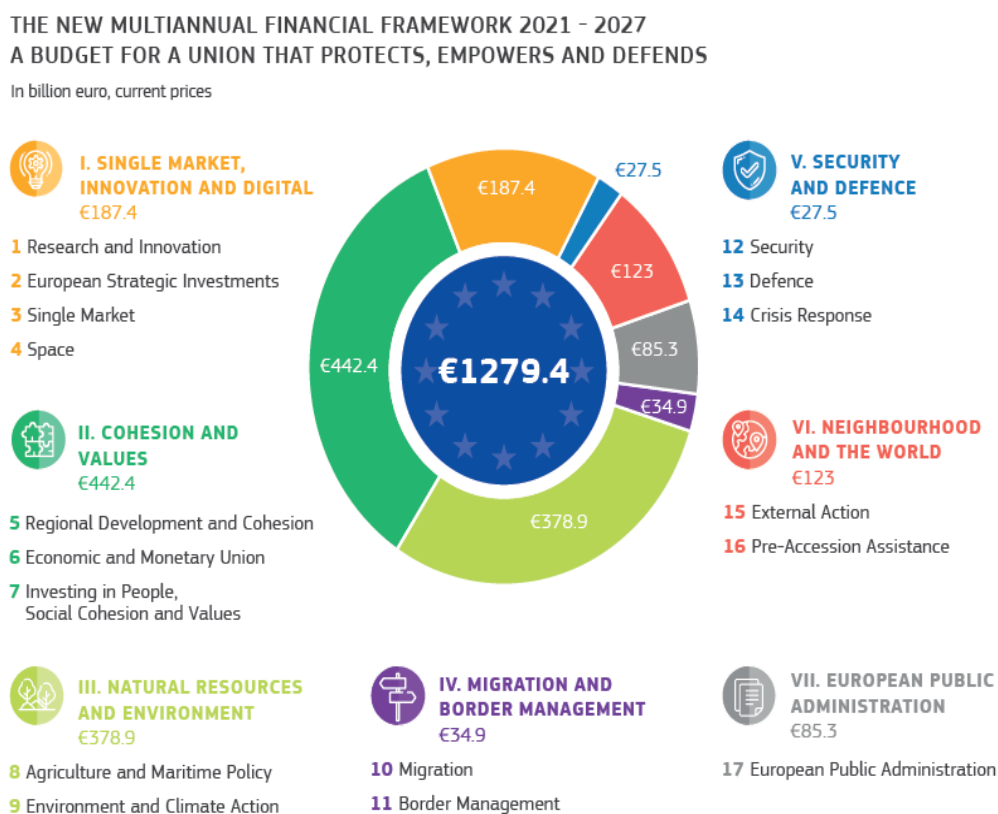 THE NEW MULTIANNUAL FINANCIAL FRAMEWORK 2021 - 2027
A BUDGET FOR A UNION THAT PROTECTS, EMPOWERS AND DEFENDS
In billion euro, current prices
I. SINGLE MARKET,
INNOVATION AND DIGITAL
€187.4
1 Research and Innovation
2 European Strategic Investments
3 Single Market
4 Space
II. COHESION AND
VALUES
€442.4
5 Regional Development and Cohesion
6 Economic and Monetary Union
7 Investing in People,
Social Cohesion and Values
€187.4
€27.5
€123
€85.3
€34.9
€378.9
€442.4
€1279.4
V. SECURITY
AND DEFENCE
€27.5
12 Security
13 Defence
14 Crisis Response
VI. NEIGHBOURHOOD
AND THE WORLD
€123
15 External Action
16 Pre-Accession Assistance
III. NATURAL RESOURCES
AND ENVIRONMENT
€378.9
8 Agriculture and Maritime Policy
9 Environment and Climate Action
IV. MIGRATION AND
BORDER MANAGEMENT
€34.9
10 Migration
11 Border Management
VII. EUROPEAN PUBLIC
ADMINISTRATION
€85.3
17 European Public Administration